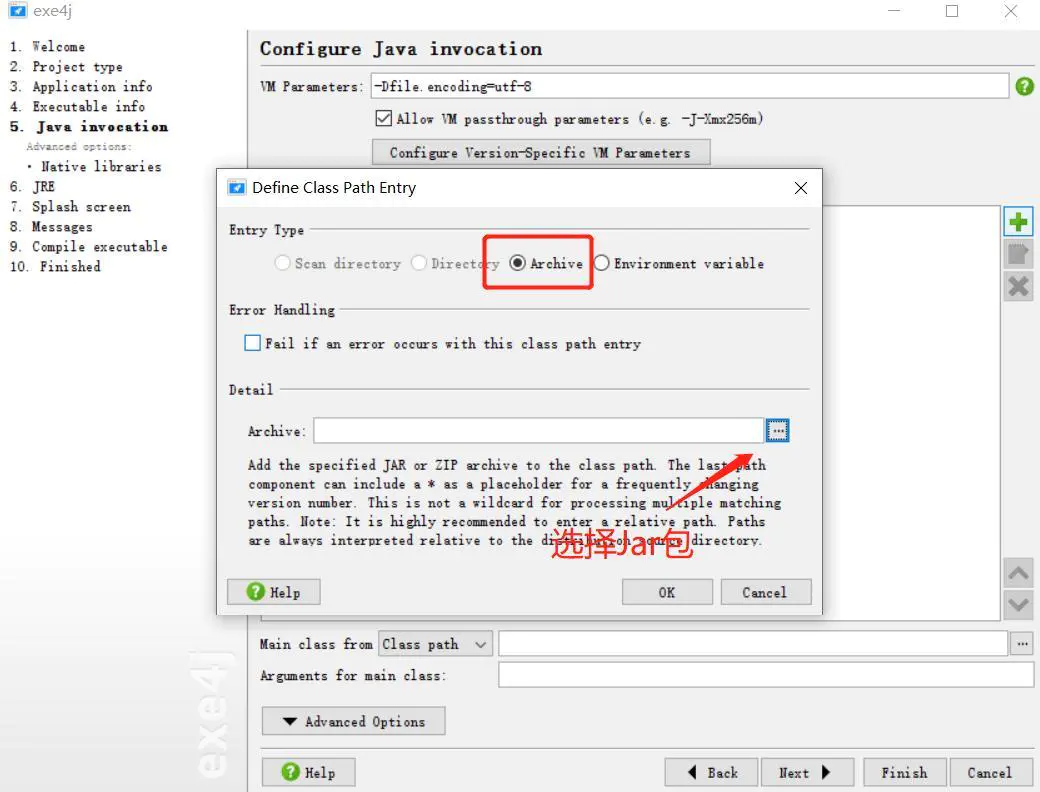 exe4j
1. Welcome
2. Project type
3. Application info
4. Executable info
5. Java invocation
Advanced options:
· Native libraries
6. JRE
7. Splash screen
8. Messages
9. Compile executable
10. Finished
exe4j
Configure Java invocation
VM Parameters: -Dfile.encoding=utf-8
Allow VM passthrough parameters (e.g. -J-Xmx256m)
Configure Version-Specific VM Parameters
Define Class Path Entry
Entry Type
Scan directory Directory Archive Environment variable
Error Handling
Fail if an error occurs with this class path entry
Detail
Archive: ...
Add the specified JAR or ZIP archive to the class path. The last path
component can include a * as a placeholder for a frequently changing
version number. This is not a wildcard for processing multiple matching
paths. Note: It is highly recommended to enter a relative path. Paths
are always interpreted relative to the distribution source directory.
选择Jar包
Help OK Cancel
Main class from Class path ...
Arguments for main class:
Advanced Options
Help Back Next Finish Cancel